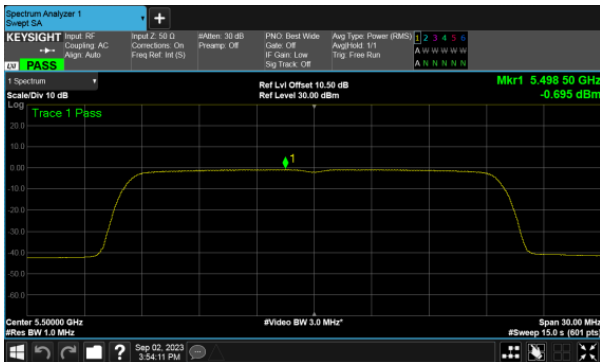 Spectrum Analyzer 1
Swept SA
+
KEYSIGHT
Input: RF
Coupling: AC
Align: Auto
Input Z: 50 Ω
Corrections: On
Freq Ref: Int (S)
#Atten: 30 dB
Preamp: Off
PNO: Best Wide
Gate: Off
IF Gain: Low
Sig Track: Off
Avg Type: Power (RMS)
Avg|Hold: 1/1
Trig: Free Run
1 2 3 4 5 6
A W W W W W
A N N N N N
LXI PASS
1 Spectrum
Scale/Div 10 dB
Ref Lvl Offset 10.50 dB
Ref Level 30.00 dBm
Mkr1 5.498 50 GHz
-0.695 dBm
Log
Trace 1 Pass
20.0
10.0
0.00
1
-10.0
-20.0
-30.0
-40.0
-50.0
-60.0
Center 5.50000 GHz
#Res BW 1.0 MHz
#Video BW 3.0 MHz*
Span 30.00 MHz
#Sweep 15.0 s (601 pts)
?
Sep 02, 2023
3:54:11 PM